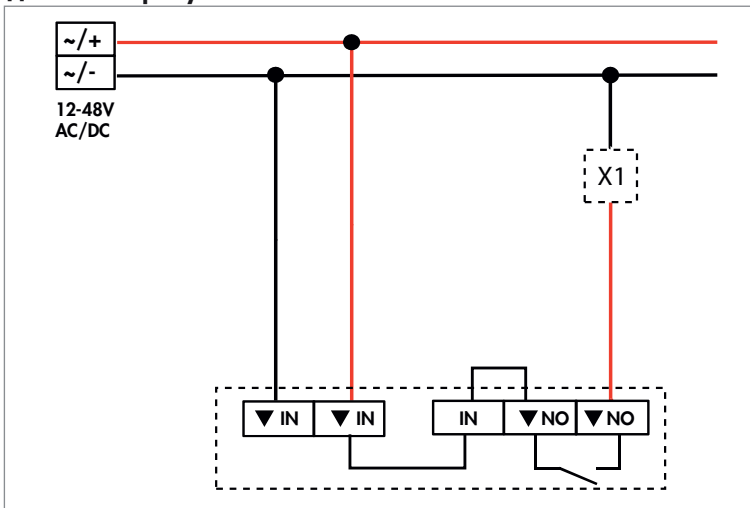 ~/+
~/-
12-48V
AC/DC
X1
▼ IN
▼ IN
IN
▼ NO
▼ NO